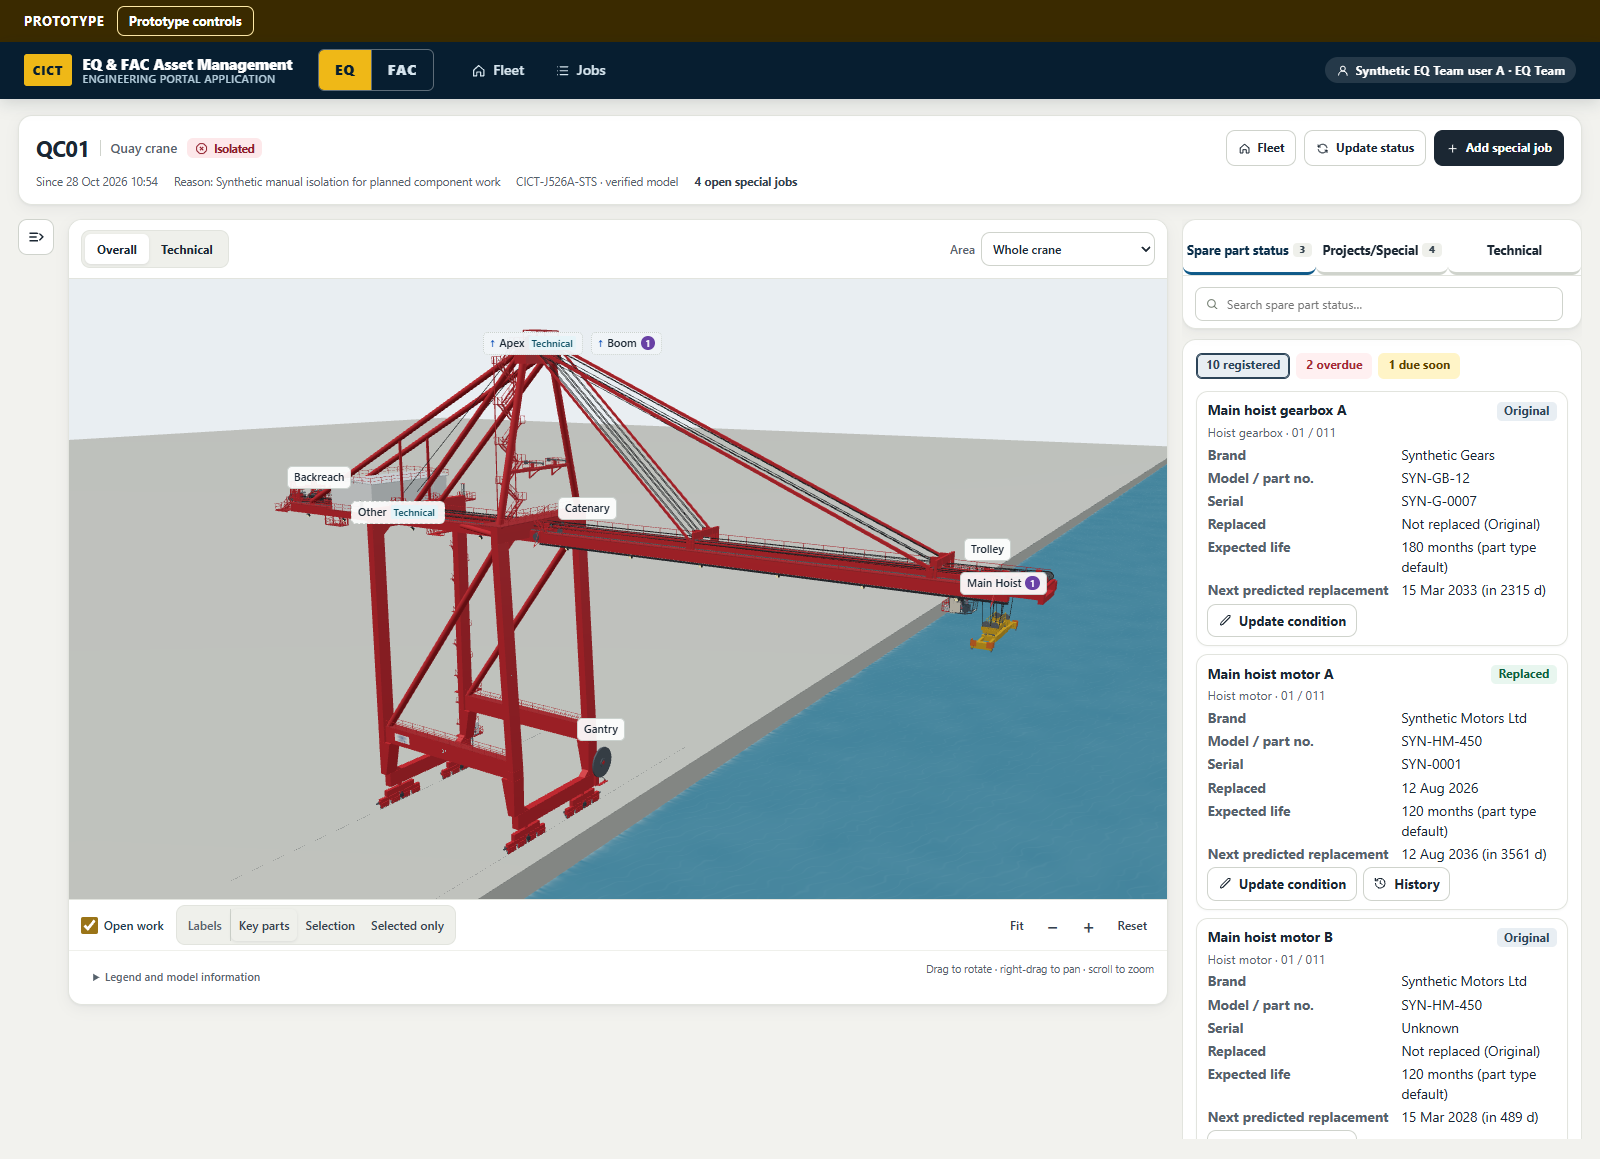 PROTOTYPE
Prototype controls
CICT
EQ & FAC Asset Management
ENGINEERING PORTAL APPLICATION
EQ
FAC
Fleet
Jobs
Synthetic EQ Team user A · EQ Team
QC01
Quay crane
Isolated
Fleet
Update status
Add special job
Since 28 Oct 2026 10:54
Reason: Synthetic manual isolation for planned component work
CICT-J526A-STS · verified model
4 open special jobs
Overall
Technical
Area
Whole crane
↑ Apex Technical
↑ Boom 1
Backreach
Other Technical
Catenary
Trolley
Main Hoist 1
Gantry
Open work
Labels
Key parts
Selection
Selected only
Fit
−
+
Reset
Legend and model information
Drag to rotate · right-drag to pan · scroll to zoom
Spare part status 3
Projects/Special 4
Technical
Search spare part status...
10 registered
2 overdue
1 due soon
Main hoist gearbox A
Original
Hoist gearbox · 01 / 011
Brand Synthetic Gears
Model / part no. SYN-GB-12
Serial SYN-G-0007
Replaced Not replaced (Original)
Expected life 180 months (part type
default)
Next predicted replacement 15 Mar 2033 (in 2315 d)
Update condition
Main hoist motor A
Replaced
Hoist motor · 01 / 011
Brand Synthetic Motors Ltd
Model / part no. SYN-HM-450
Serial SYN-0001
Replaced 12 Aug 2026
Expected life 120 months (part type
default)
Next predicted replacement 12 Aug 2036 (in 3561 d)
Update condition
History
Main hoist motor B
Original
Hoist motor · 01 / 011
Brand Synthetic Motors Ltd
Model / part no. SYN-HM-450
Serial Unknown
Replaced Not replaced (Original)
Expected life 120 months (part type
default)
Next predicted replacement 15 Mar 2028 (in 489 d)